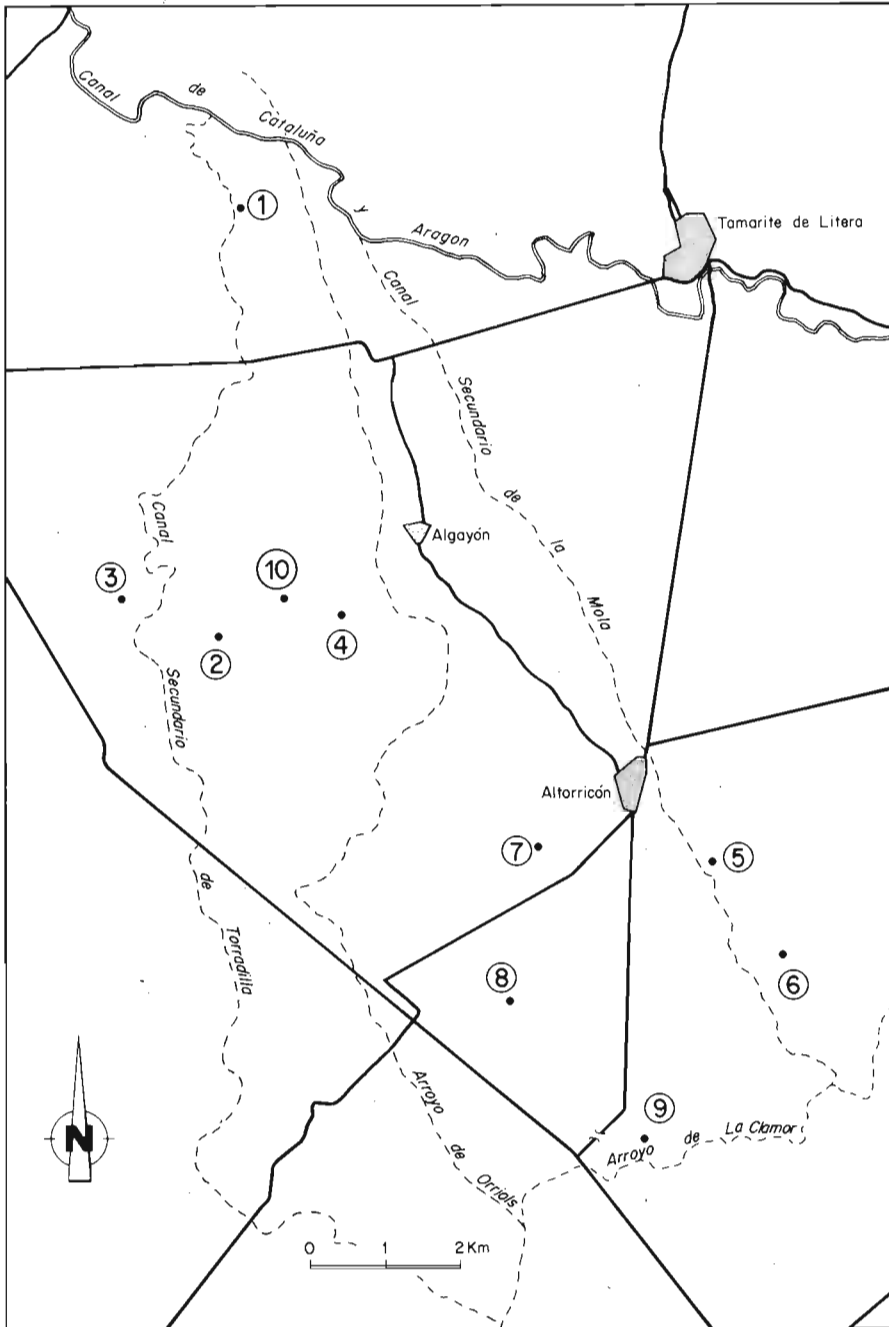 Canal de Cataluña y Aragon
①
Tamarite de Litera
Canal Secundario de la Mola
Algayón
Canal Secundario de Torradilla
③
⑩
②
④
Altorricón
⑦
⑤
⑧
⑥
⑨
Arroyo de La Clamor
Arroyo de Orriols
N
0 1 2 Km